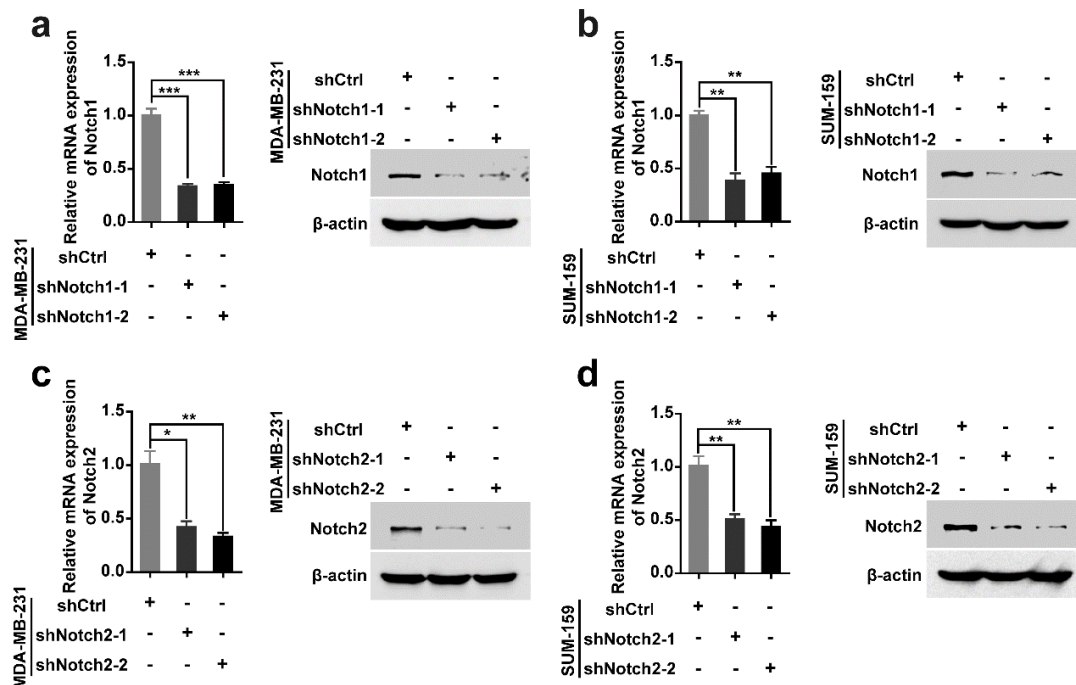 a
Relative mRNA expression
of Notch1
1.5
1.0
0.5
0.0
***
***
MDA-MB-231
shCtrl + - -
shNotch1-1 - + -
shNotch1-2 - - +
MDA-MB-231
shCtrl + - -
shNotch1-1 - + -
shNotch1-2 - - +
Notch1
β-actin
b
Relative mRNA expression
of Notch1
1.5
1.0
0.5
0.0
**
**
SUM-159
shCtrl + - -
shNotch1-1 - + -
shNotch1-2 - - +
SUM-159
shCtrl + - -
shNotch1-1 - + -
shNotch1-2 - - +
Notch1
β-actin
c
Relative mRNA expression
of Notch2
1.5
1.0
0.5
0.0
**
*
MDA-MB-231
shCtrl + - -
shNotch2-1 - + -
shNotch2-2 - - +
MDA-MB-231
shCtrl + - -
shNotch2-1 - + -
shNotch2-2 - - +
Notch2
β-actin
d
Relative mRNA expression
of Notch2
1.5
1.0
0.5
0.0
**
**
SUM-159
shCtrl + - -
shNotch2-1 - + -
shNotch2-2 - - +
SUM-159
shCtrl + - -
shNotch2-1 - + -
shNotch2-2 - - +
Notch2
β-actin